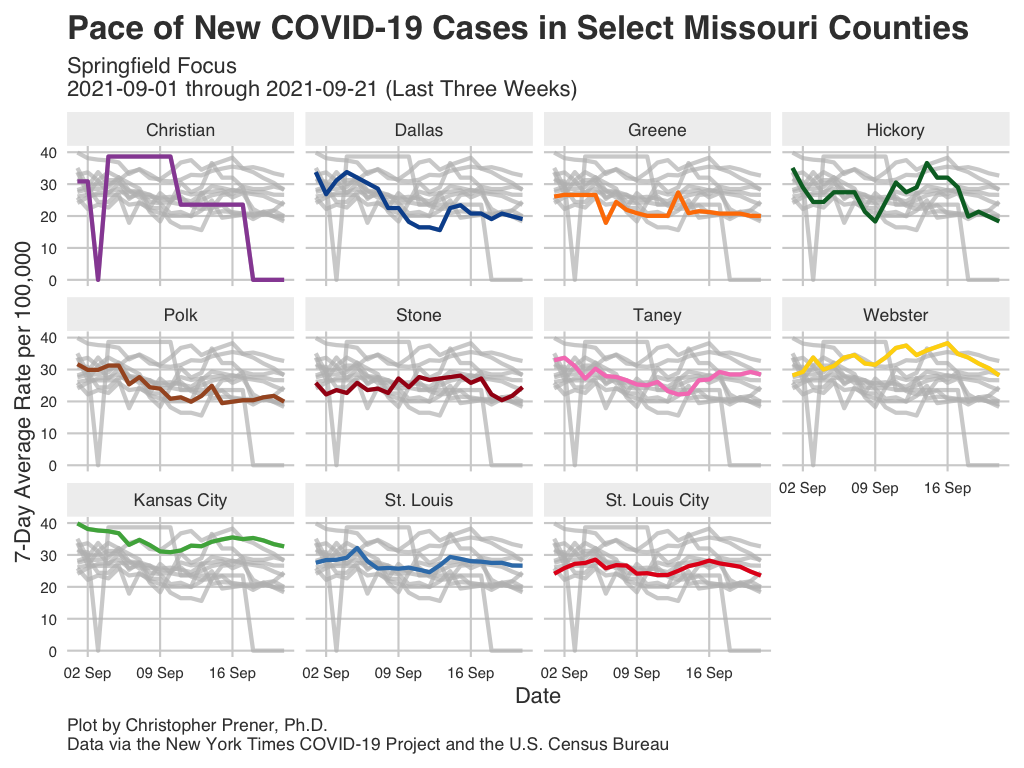 Pace of New COVID-19 Cases in Select Missouri Counties
Springfield Focus
2021-09-01 through 2021-09-21 (Last Three Weeks)
7-Day Average Rate per 100,000
Christian
Dallas
Greene
Hickory
40
30
20
10
0
Polk
Stone
Taney
Webster
40
30
20
10
0
02 Sep
09 Sep
16 Sep
Kansas City
St. Louis
St. Louis City
40
30
20
10
0
02 Sep
09 Sep
16 Sep
02 Sep
09 Sep
16 Sep
02 Sep
09 Sep
16 Sep
Date
Plot by Christopher Prener, Ph.D.
Data via the New York Times COVID-19 Project and the U.S. Census Bureau